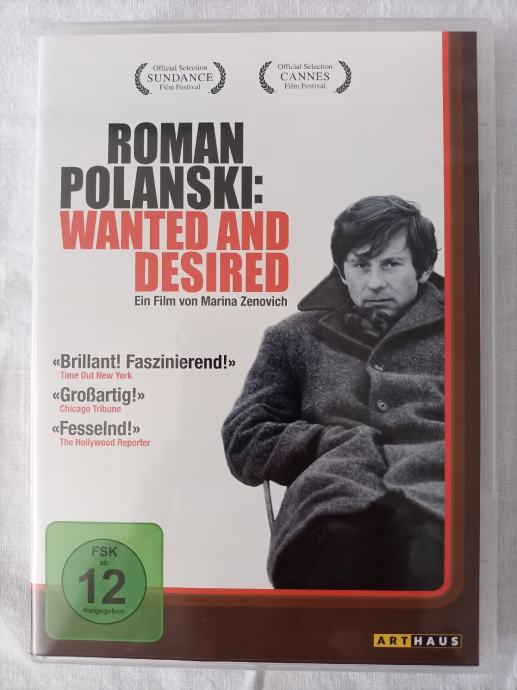 Official Selection
SUNDANCE
Film Festival
Official Selection
CANNES
Film Festival
ROMAN
POLANSKI:
WANTED AND
DESIRED
Ein Film von Marina Zenovich
«Brillant! Faszinierend!»
Time Out New York
«Großartig!»
Chicago Tribune
«Fesselnd!»
The Hollywood Reporter
FSK
ab
12
freigegeben
ARTHAUS